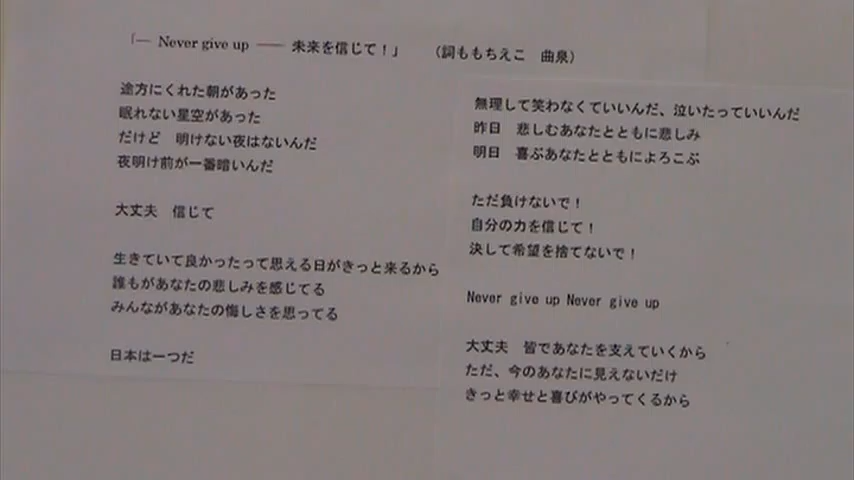 「― Never give up ―― 未来を信じて！」 （詞ももちえこ 曲泉）
途方にくれた朝があった
眠れない星空があった
だけど 明けない夜はないんだ
夜明け前が一番暗いんだ
大丈夫 信じて
生きていて良かったって思える日がきっと来るから
誰もがあなたの悲しみを感じてる
みんながあなたの悔しさを思ってる
日本は一つだ
無理して笑わなくていいんだ、泣いたっていいんだ
昨日 悲しむあなたとともに悲しみ
明日 喜ぶあなたとともによろこぶ
ただ負けないで！
自分の力を信じて！
決して希望を捨てないで！
Never give up Never give up
大丈夫 皆であなたを支えていくから
ただ、今のあなたに見えないだけ
きっと幸せと喜びがやってくるから